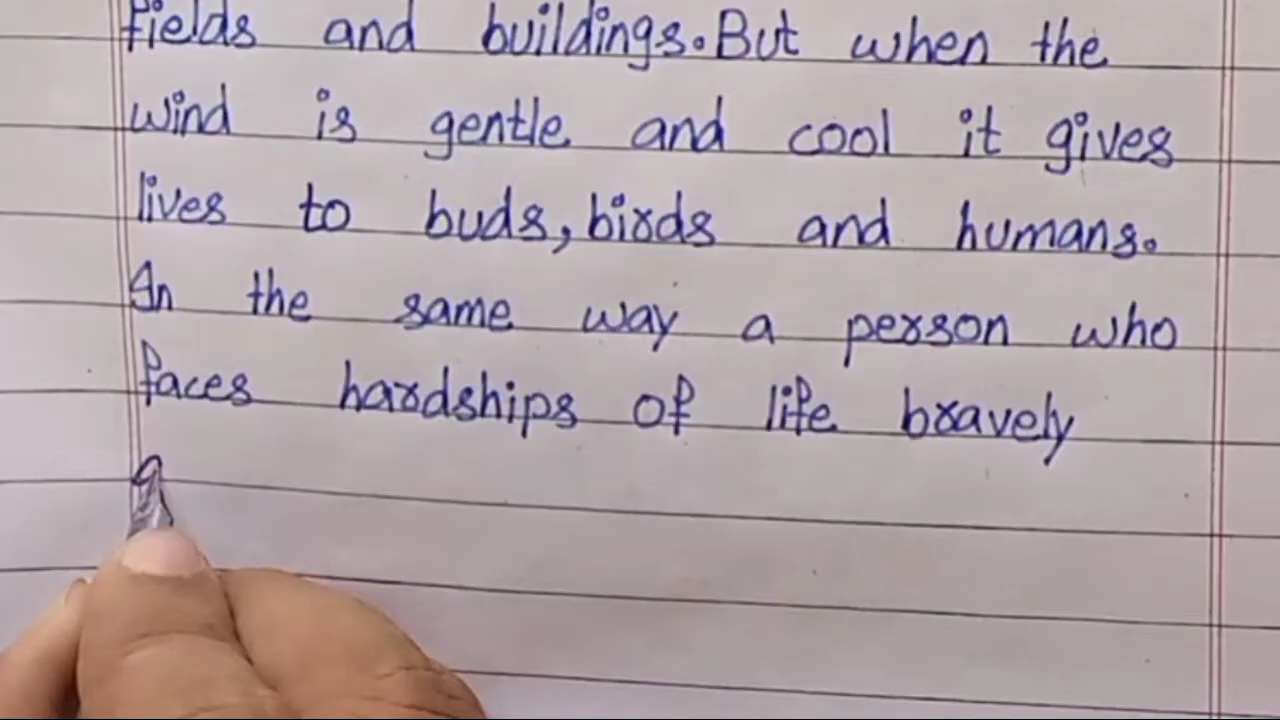 fields and buildings. But when the
wind is gentle and cool it gives
lives to buds, birds and humans.
In the same way a person who
faces hardships of life bravely